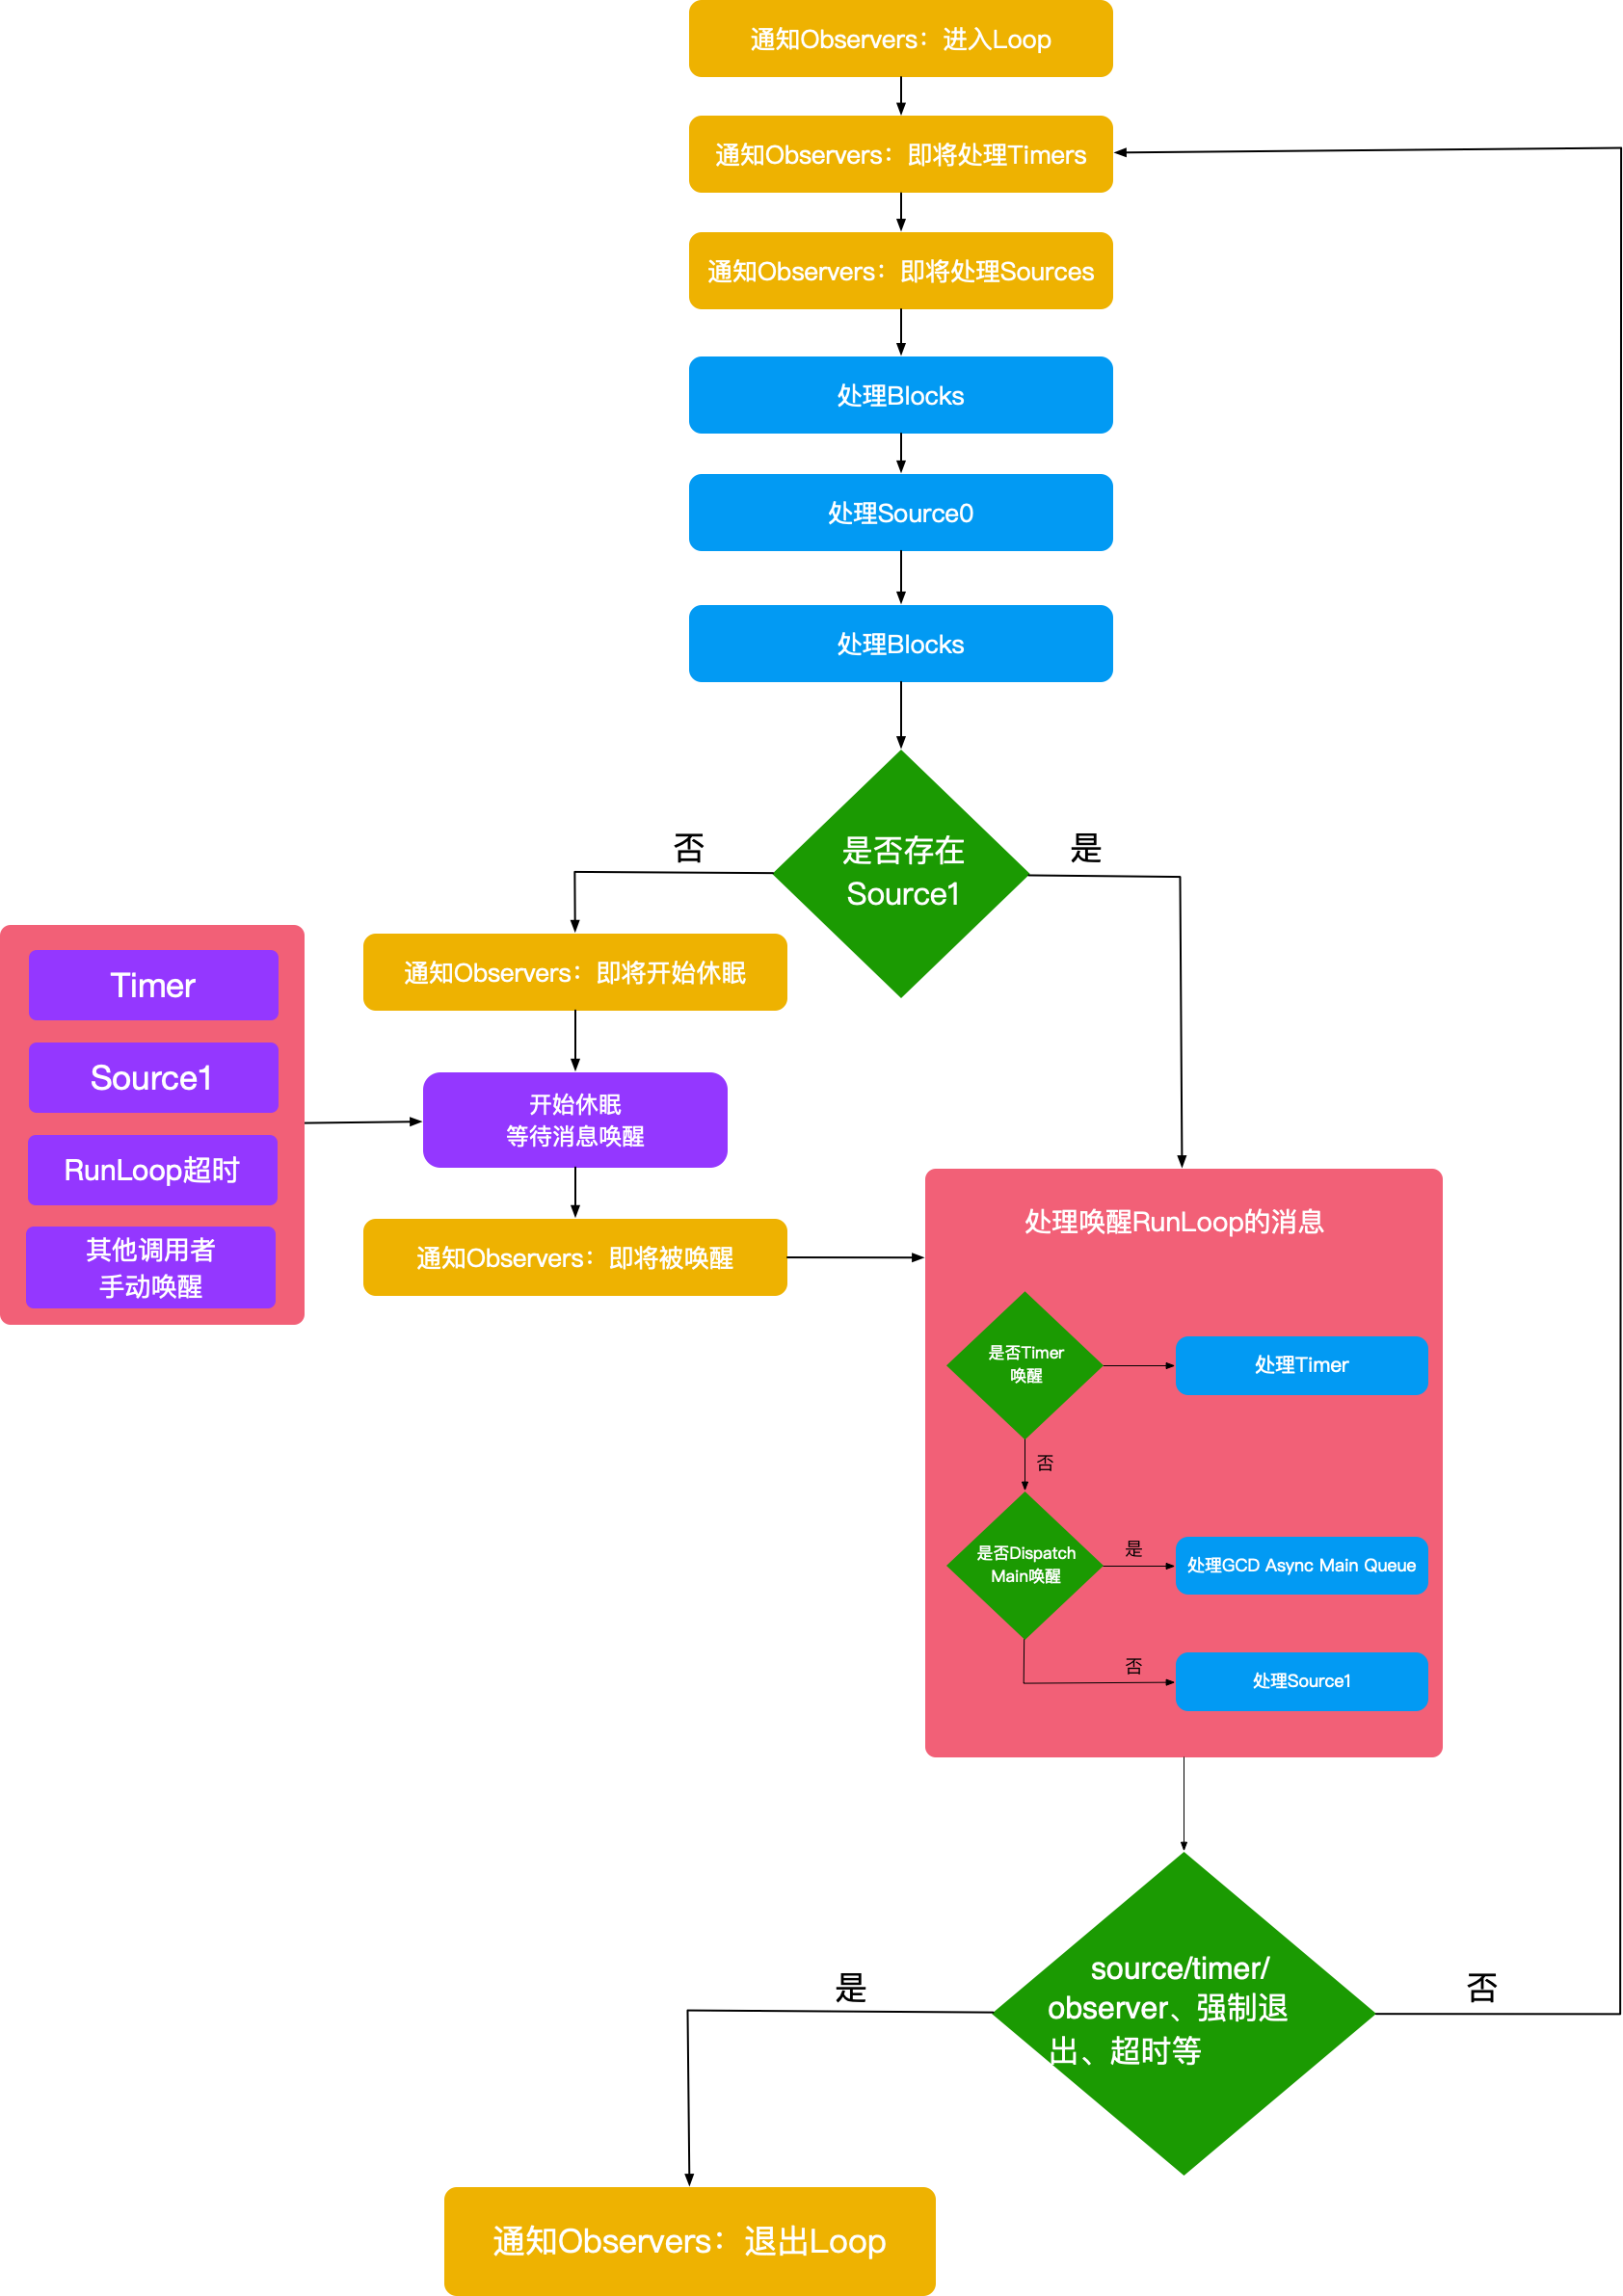 通知Observers：进入Loop
通知Observers：即将处理Timers
通知Observers：即将处理Sources
处理Blocks
处理Source0
处理Blocks
是否存在
Source1
否
是
通知Observers：即将开始休眠
Timer
Source1
RunLoop超时
其他调用者
手动唤醒
开始休眠
等待消息唤醒
通知Observers：即将被唤醒
处理唤醒RunLoop的消息
是否Timer
唤醒
处理Timer
否
是否Dispatch
Main唤醒
是
处理GCD Async Main Queue
否
处理Source1
source/timer/
observer、强制退
出、超时等
是
否
通知Observers：退出Loop